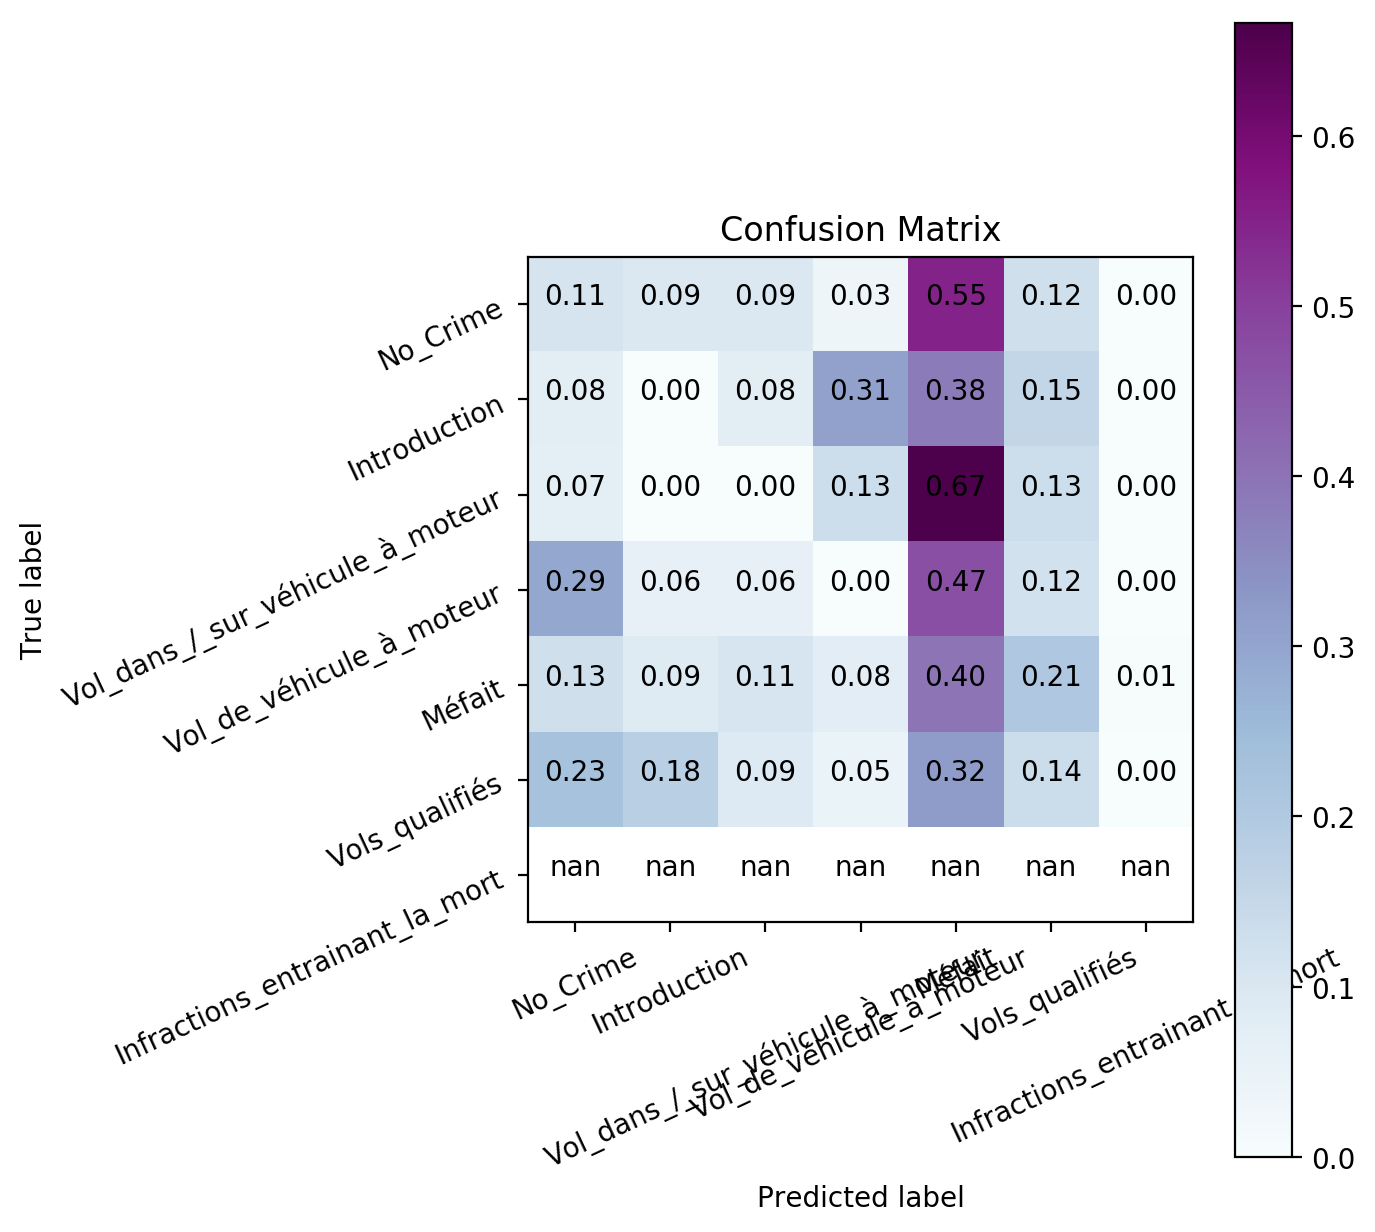 Confusion Matrix
True label
No_Crime
0.11 0.09 0.09 0.03 0.55 0.12 0.00
Introduction
0.08 0.00 0.08 0.31 0.38 0.15 0.00
Vol_dans_/_sur_véhicule_à_moteur
0.07 0.00 0.00 0.13 0.67 0.13 0.00
Vol_de_véhicule_à_moteur
0.29 0.06 0.06 0.00 0.47 0.12 0.00
Méfait
0.13 0.09 0.11 0.08 0.40 0.21 0.01
Vols_qualifiés
0.23 0.18 0.09 0.05 0.32 0.14 0.00
Infractions_entrainant_la_mort
nan nan nan nan nan nan nan
No_Crime
Introduction
Vol_dans_/_sur_véhicule_à_moteur
Vol_de_véhicule_à_moteur
Méfait
Vols_qualifiés
Infractions_entrainant mort
Predicted label
0.6
0.5
0.4
0.3
0.2
0.1
0.0